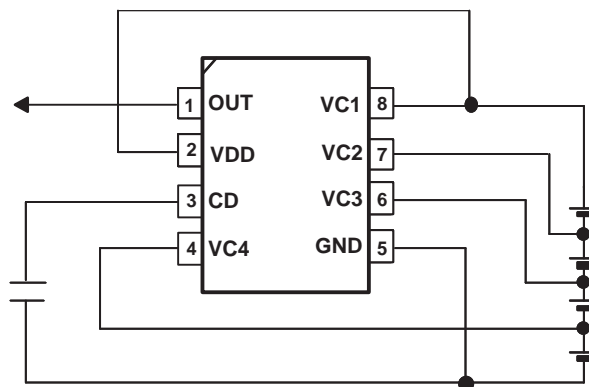 1 OUT VC1 8
2 VDD VC2 7
3 CD VC3 6
4 VC4 GND 5